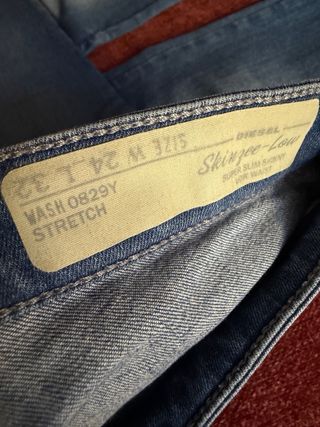 DIESEL
Skinzee-Low
SUPER SLIM SKINNY
LOW WAIST
SIZE W 24 L 32
WASH 0829Y
STRETCH